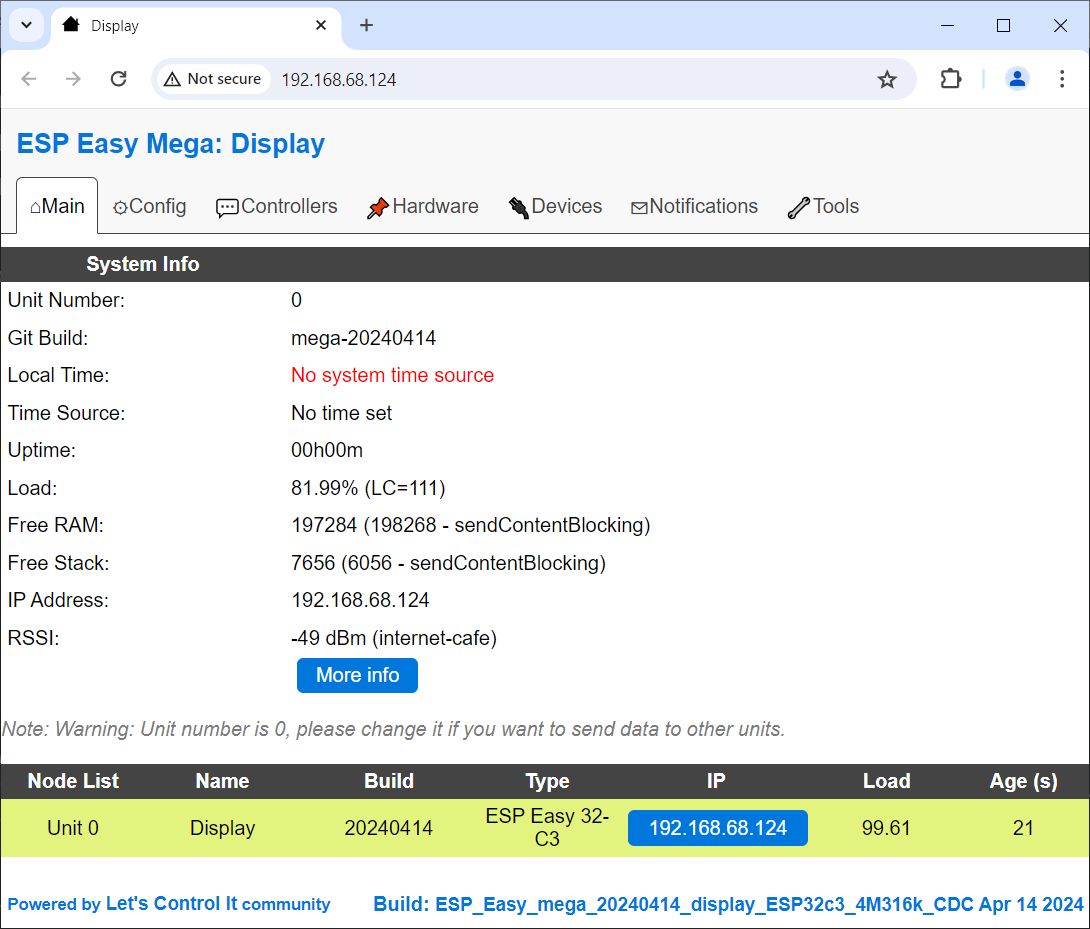 Display
Not secure 192.168.68.124
ESP Easy Mega: Display
Main Config Controllers Hardware Devices Notifications Tools
System Info
Unit Number: 0
Git Build: mega-20240414
Local Time: No system time source
Time Source: No time set
Uptime: 00h00m
Load: 81.99% (LC=111)
Free RAM: 197284 (198268 - sendContentBlocking)
Free Stack: 7656 (6056 - sendContentBlocking)
IP Address: 192.168.68.124
RSSI: -49 dBm (internet-cafe)
More info
Note: Warning: Unit number is 0, please change it if you want to send data to other units.
Node List Name Build Type IP Load Age (s)
Unit 0 Display 20240414 ESP Easy 32-C3 192.168.68.124 99.61 21
Powered by Let's Control It community Build: ESP_Easy_mega_20240414_display_ESP32c3_4M316k_CDC Apr 14 2024